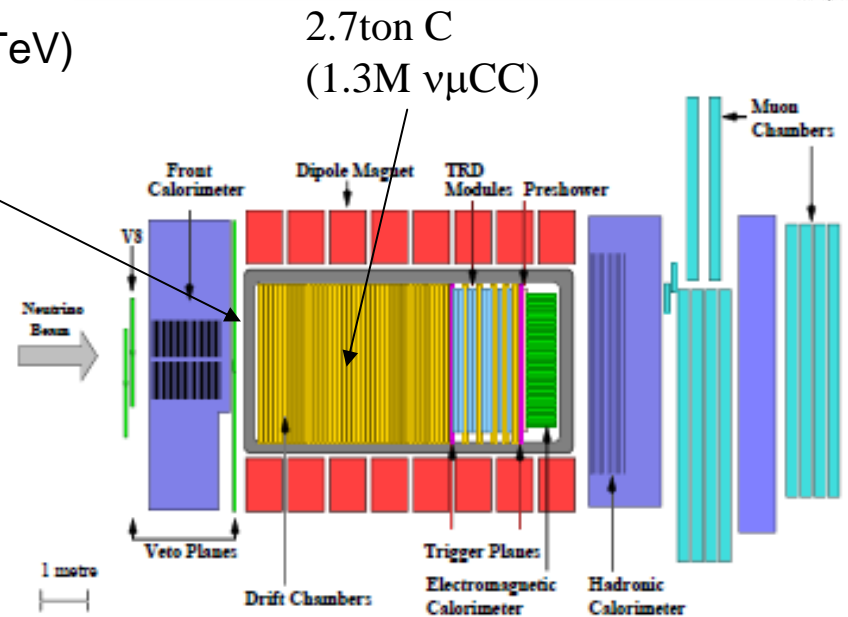 TeV)
2.7ton C
(1.3M νμCC)
Muon
Chambers
Front
Calorimeter
Dipole Magnet
TRD
Modules
Preshower
V8
Neutrino
Beam
Veto Planes
Trigger Planes
1 metre
Drift Chambers
Electromagnetic
Calorimeter
Hadronic
Calorimeter